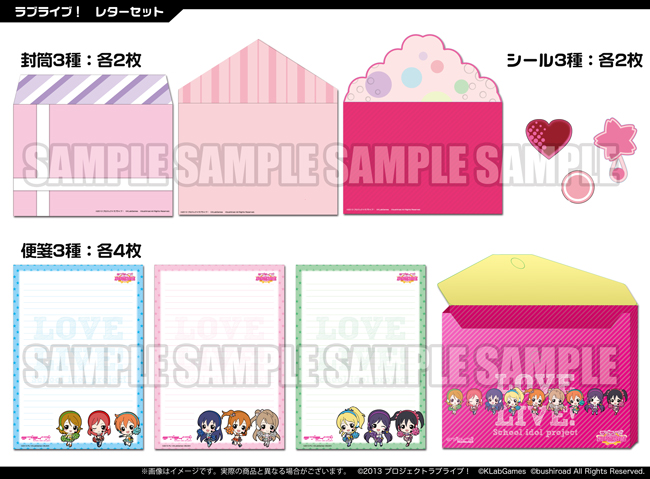 ラブライブ！　レターセット
封筒3種：各2枚
シール3種：各2枚
SAMPLE SAMPLE SAMPLE SAMPLE
便箋3種：各4枚
LOVE
LOVE
LOVE
SAMPLE SAMPLE SAMPLE SAMPLE
LOVE
LIVE!
School idol project
※画像はイメージです。実際の商品と異なる場合がございます。　©2013 プロジェクトラブライブ！　©KLabGames　©bushiroad All Rights Reserved.